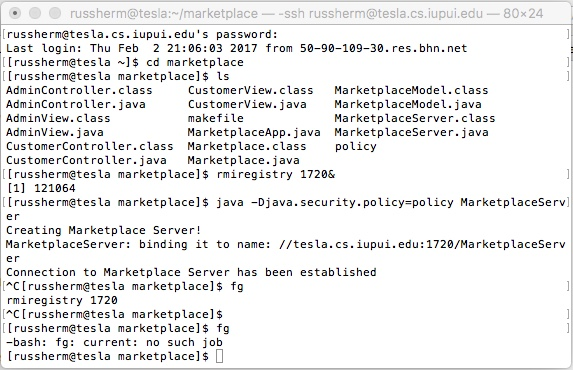 russherm@tesla:~/marketplace — -ssh russherm@tesla.cs.iupui.edu — 80×24
russherm@tesla.cs.iupui.edu's password:
Last login: Thu Feb  2 21:06:03 2017 from 50-90-109-30.res.bhn.net
[[russherm@tesla ~]$ cd marketplace
[[russherm@tesla marketplace]$ ls
AdminController.class     CustomerView.class   MarketplaceModel.class
AdminController.java      CustomerView.java    MarketplaceModel.java
AdminView.class           makefile             MarketplaceServer.class
AdminView.java            MarketplaceApp.java  MarketplaceServer.java
CustomerController.class  Marketplace.class    policy
CustomerController.java   Marketplace.java
[[russherm@tesla marketplace]$ rmiregistry 1720&
[1] 121064
[[russherm@tesla marketplace]$ java -Djava.security.policy=policy MarketplaceServ
er
Creating Marketplace Server!
MarketplaceServer: binding it to name: //tesla.cs.iupui.edu:1720/MarketplaceServ
er
Connection to Marketplace Server has been established
[^C[russherm@tesla marketplace]$ fg
rmiregistry 1720
[^C[russherm@tesla marketplace]$
[[russherm@tesla marketplace]$ fg
-bash: fg: current: no such job
[russherm@tesla marketplace]$